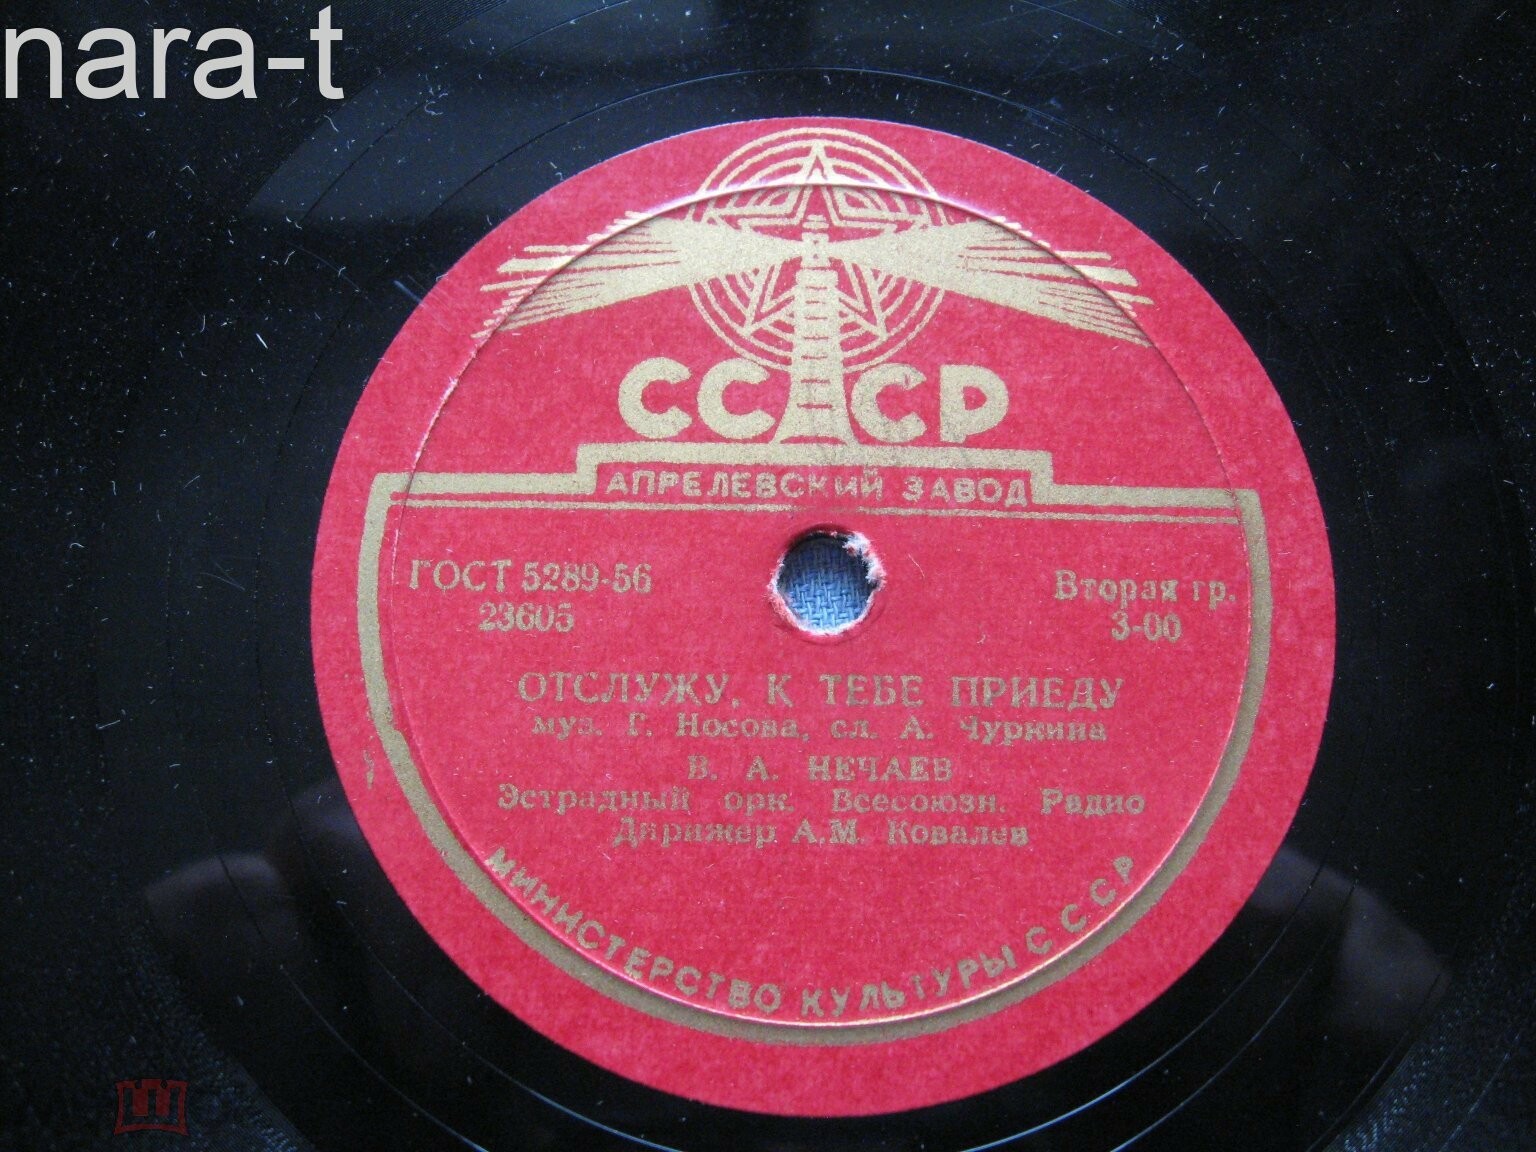 nara-t
СССР
АПРЕЛЕВСКИЙ ЗАВОД
ГОСТ 5289-56
23605
Вторая гр.
3-00
ОТСЛУЖУ, К ТЕБЕ ПРИЕДУ
муз. Г. Носова, сл. А. Чуркина
В. А. НЕЧАЕВ
Эстрадный орк. Всесоюзн. Радио
Дирижер А.М. Ковалев
МИНИСТЕРСТВО КУЛЬТУРЫ СССР